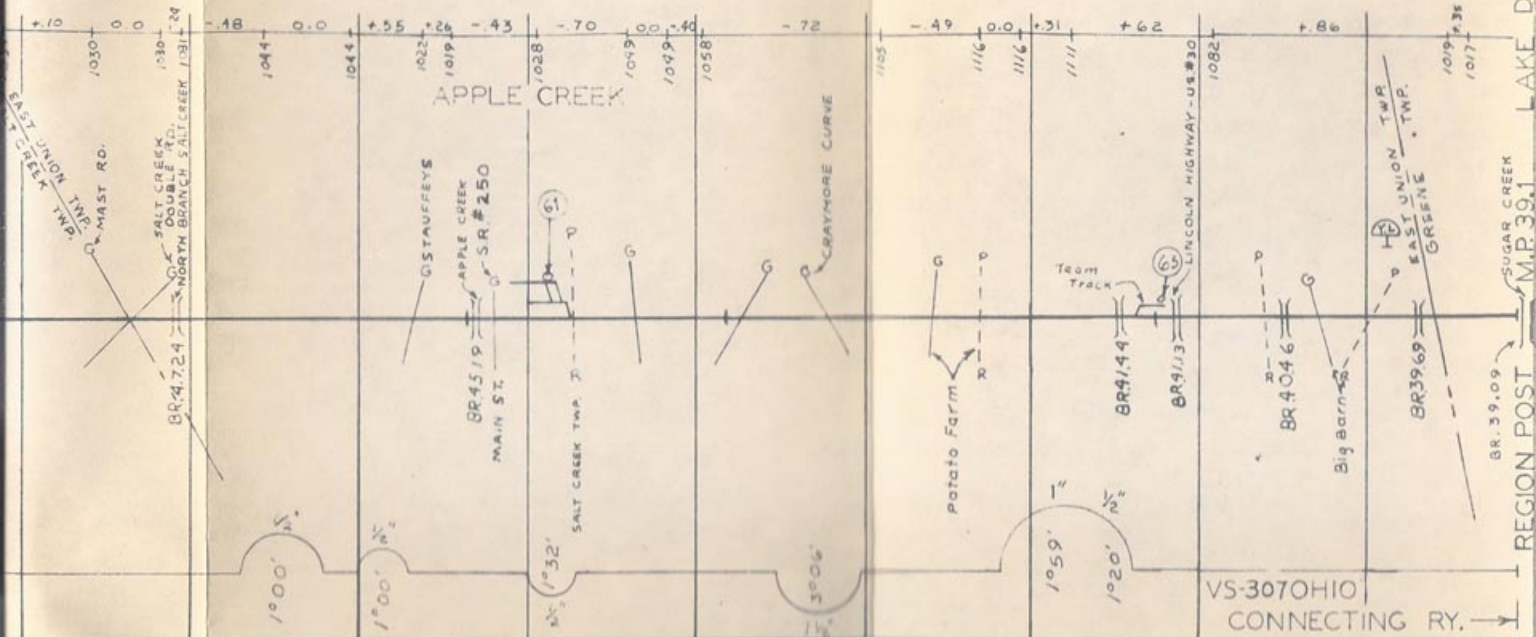 +.10 0.0 -.24 -.48 0.0 +.55 +.26 -.43 -.70 0.0 -.40 -.72 -.49 0.0 +.31 +.62 +.86 +.35
1030 1030 1031 1044 1044 1022 1019 1028 1049 1049 1058 1105 1116 1116 1111 1082 1019 1017
APPLE CREEK
EAST UNION TWP.
CREEK TWP.
MAST RD.
G
SALT CREEK
DOUBLE RD.
G
NORTH BRANCH SALT CREEK
BR.47.24
G STAUFFEYS
APPLE CREEK
S.R. #250
G
BR.45.19
MAIN ST.
61
P
P
SALT CREEK TWP.
G
G
G
GRAYMORE CURVE
G
P
P
Potato Farm
Team
Track
63
LINCOLN HIGHWAY-U.S.#30
BR.41.44
BR.41.13
P
P
BR.40.46
G
P
P
Big Barn
EAST UNION TWP.
GREENE TWP.
BR.39.69
SUGAR CREEK
BR.39.09
REGION POST M.P.39.1 LAKE D
1°00'
1°00'
1°32'
3°06'
1°59'
1"
1°20'
1/2"
VS-307OHIO
CONNECTING RY.